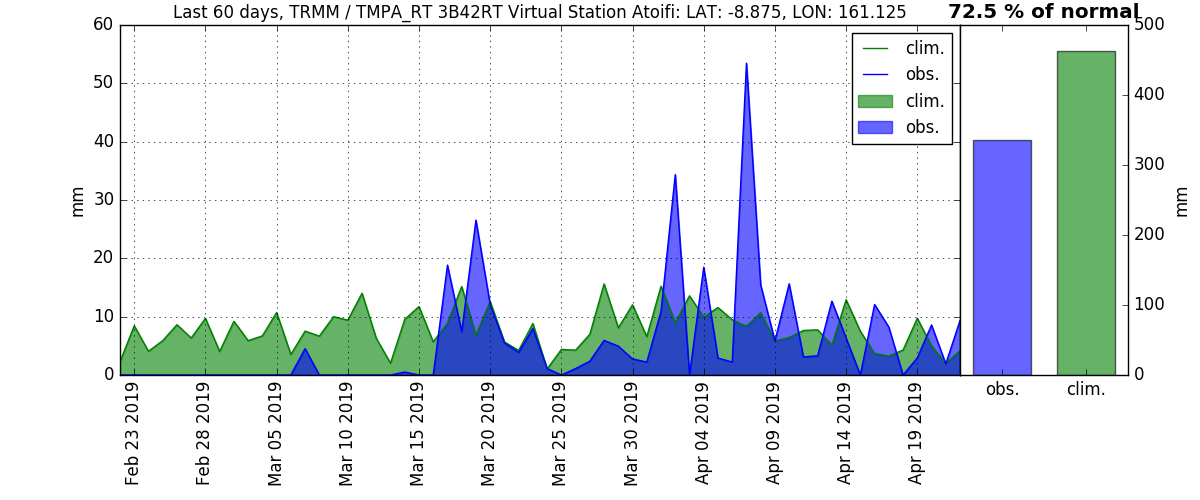 Last 60 days, TRMM / TMPA_RT 3B42RT Virtual Station Atoifi: LAT: -8.875, LON: 161.125
72.5 % of normal
60
50
40
30
20
10
0
mm
clim.
obs.
clim.
obs.
500
400
300
200
100
0
mm
obs.
clim.
Feb 23 2019
Feb 28 2019
Mar 05 2019
Mar 10 2019
Mar 15 2019
Mar 20 2019
Mar 25 2019
Mar 30 2019
Apr 04 2019
Apr 09 2019
Apr 14 2019
Apr 19 2019